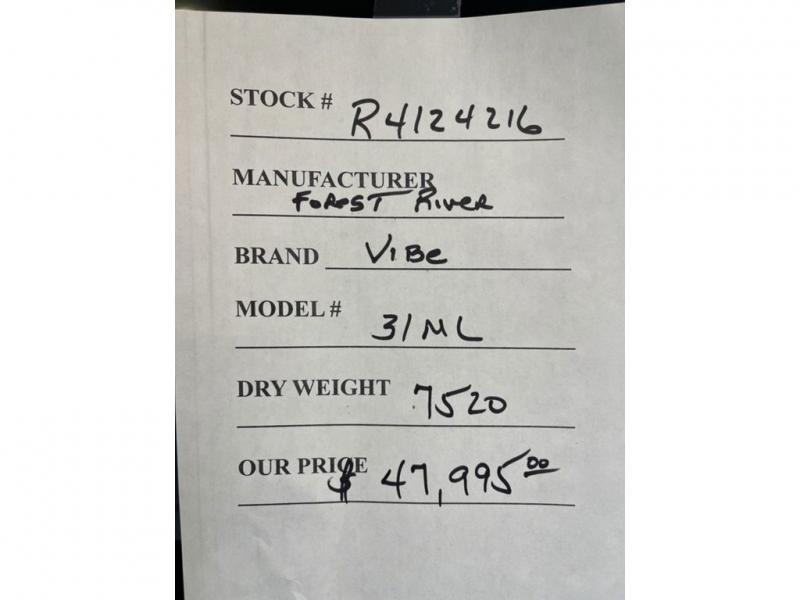 STOCK # R4124216
MANUFACTURER
FOREST RIVER
BRAND VIBE
MODEL # 31ML
DRY WEIGHT 7520
OUR PRICE $ 47,995 00